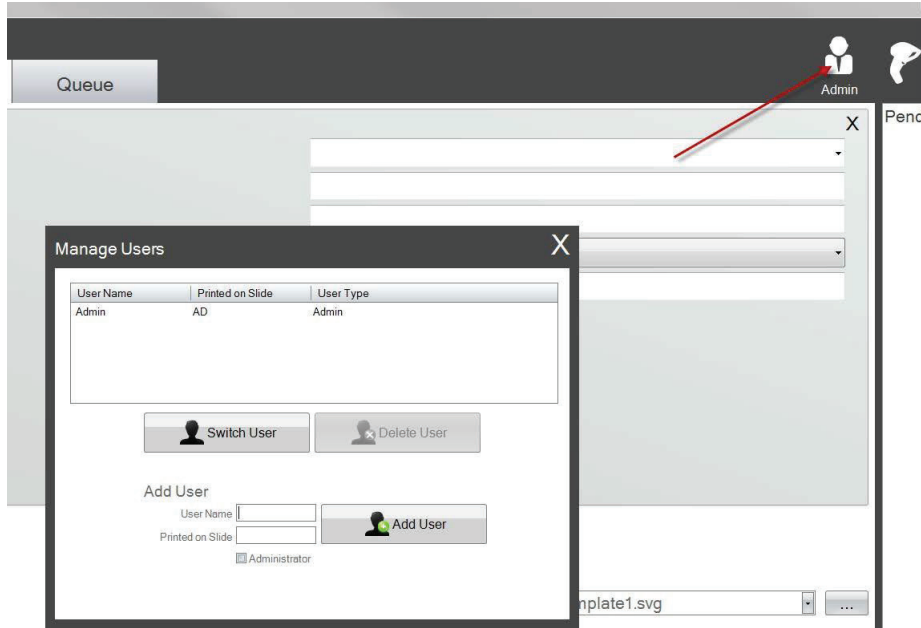 Queue
Admin
X
Pend
Manage Users
X
User Name Printed on Slide User Type
Admin AD Admin
Switch User
Delete User
Add User
User Name
Add User
Printed on Slide
Administrator
mplate1.svg
...